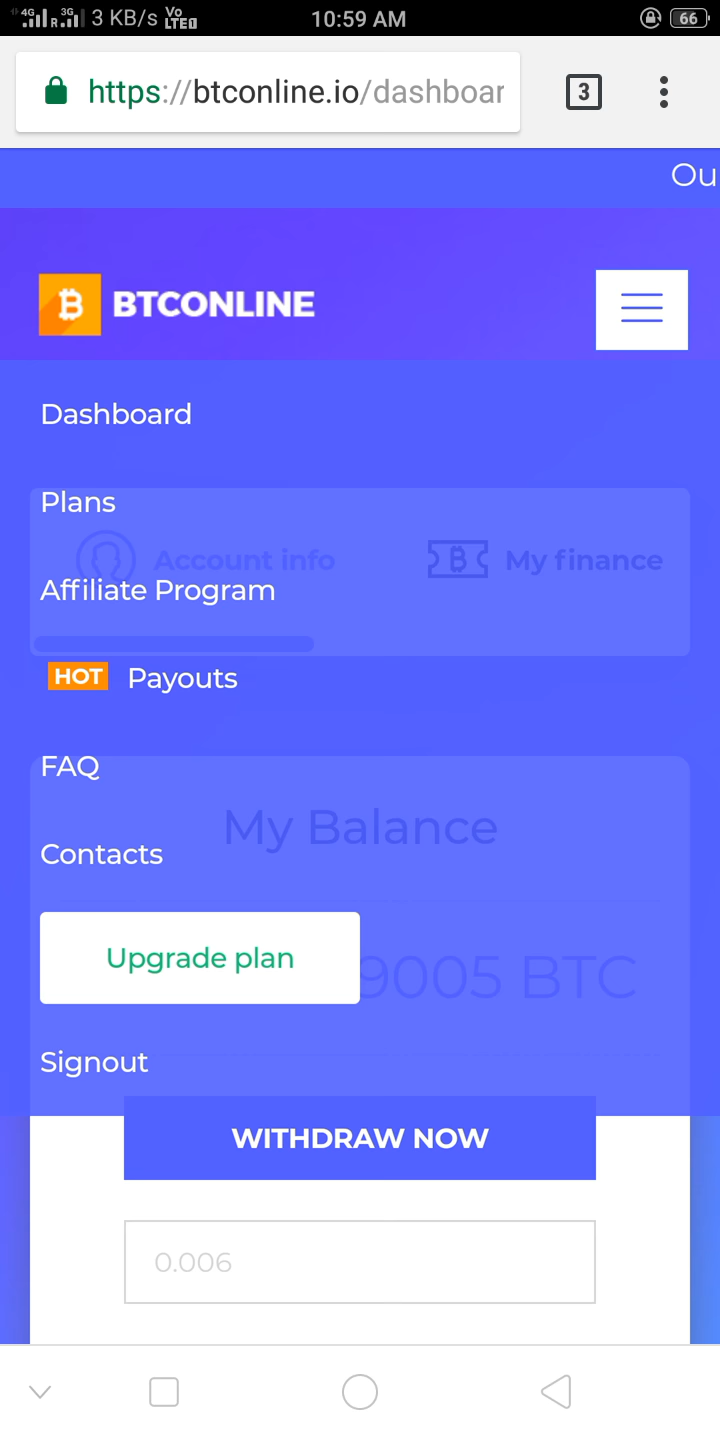 4G R 3G 3 KB/s Vo LTE1 10:59 AM 66
https://btconline.io/dashboar 3
Ou
BTCONLINE
Dashboard
Plans
Account info My finance
Affiliate Program
HOT Payouts
FAQ
My Balance
Contacts
Upgrade plan 9005 BTC
Signout
WITHDRAW NOW
0.006